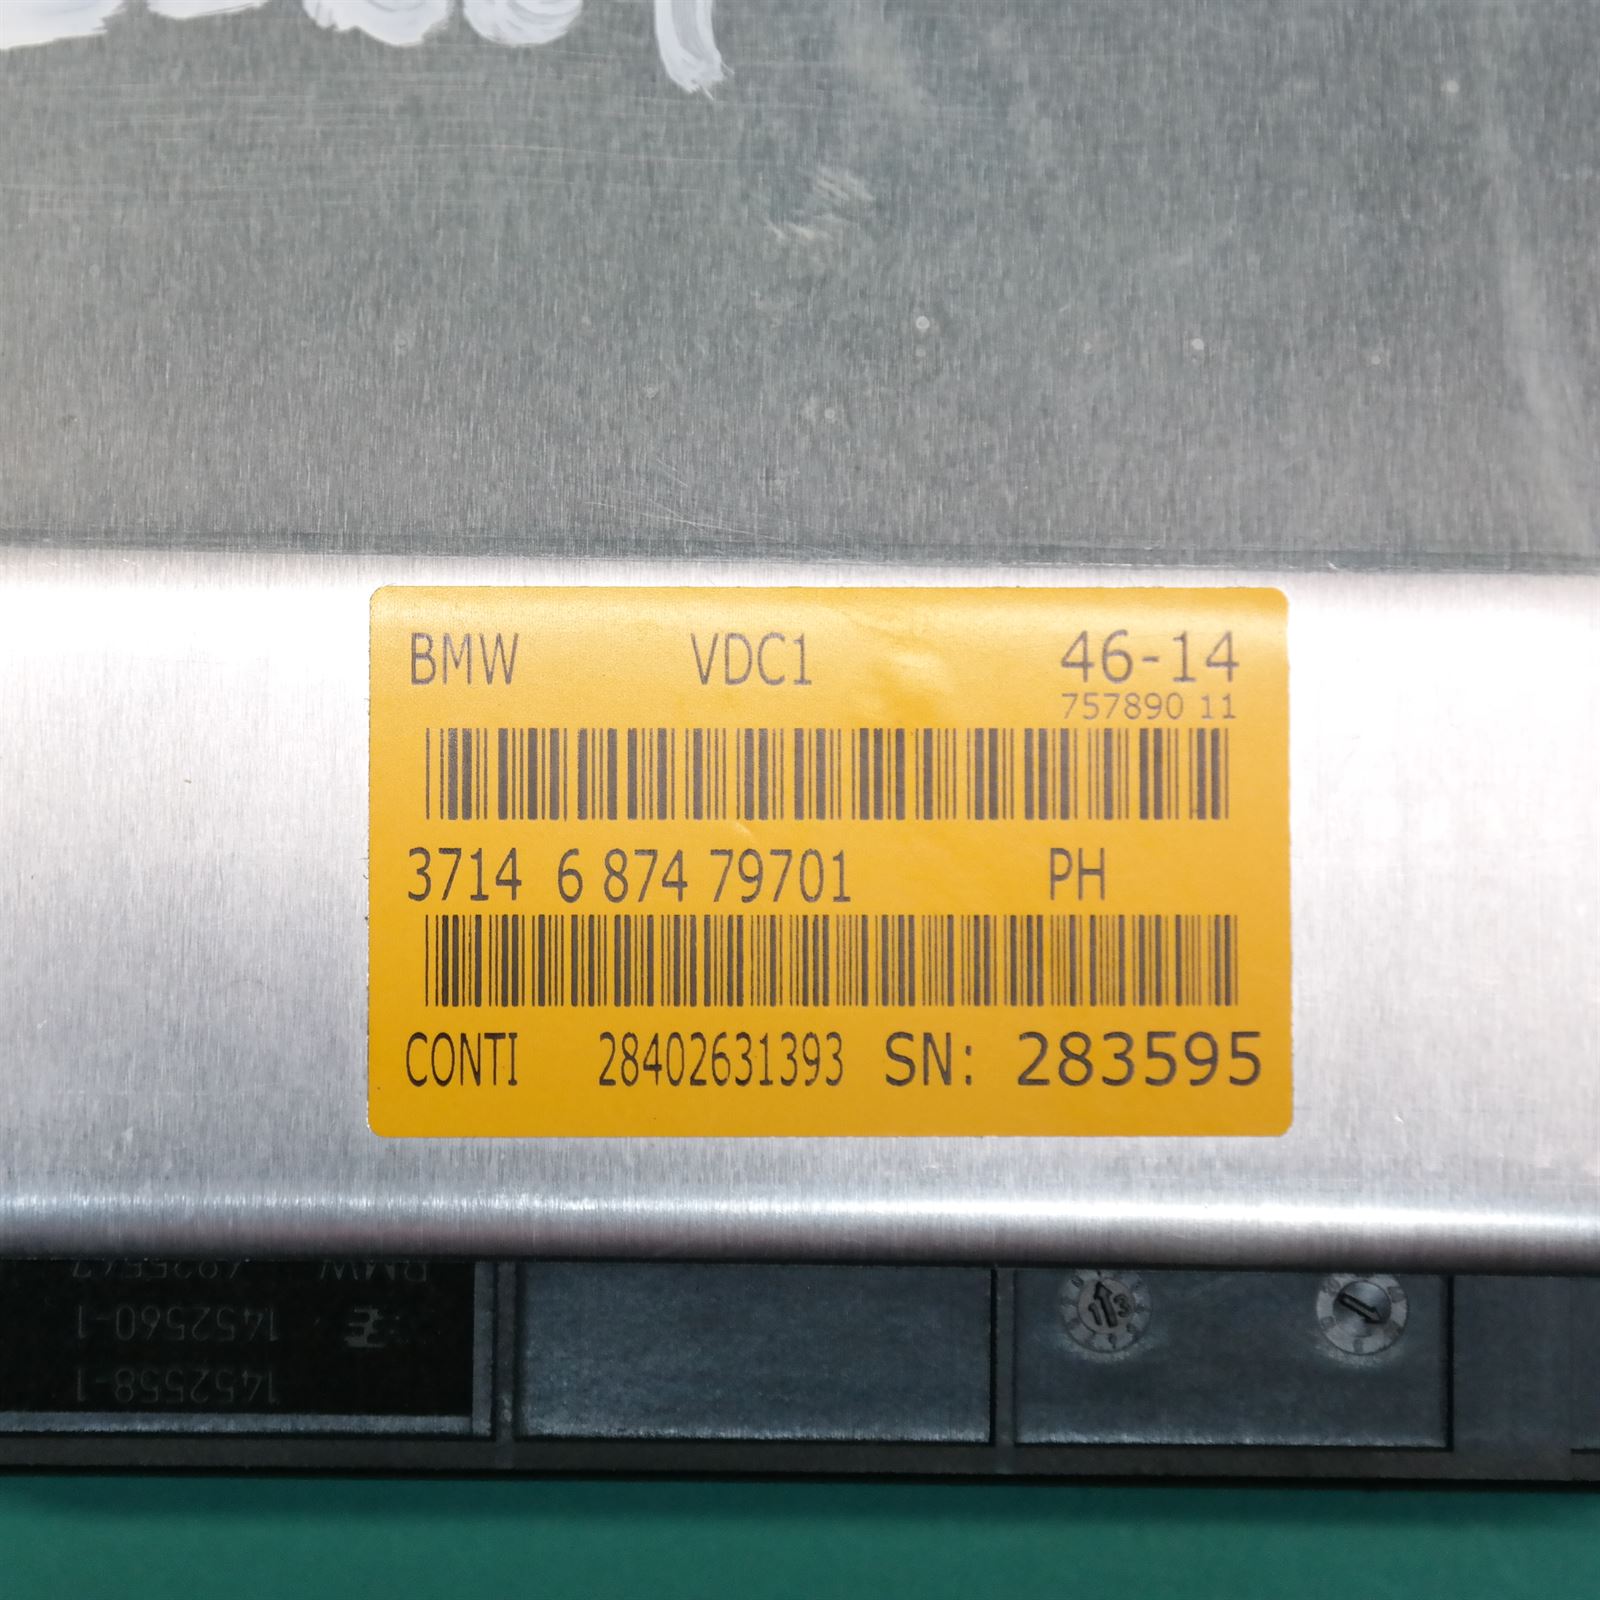 BMW VDC1 46-14
757890 11
3714 6 874 79701 PH
CONTI 28402631393 SN: 283595
BMW
1452560-1
1452558-1